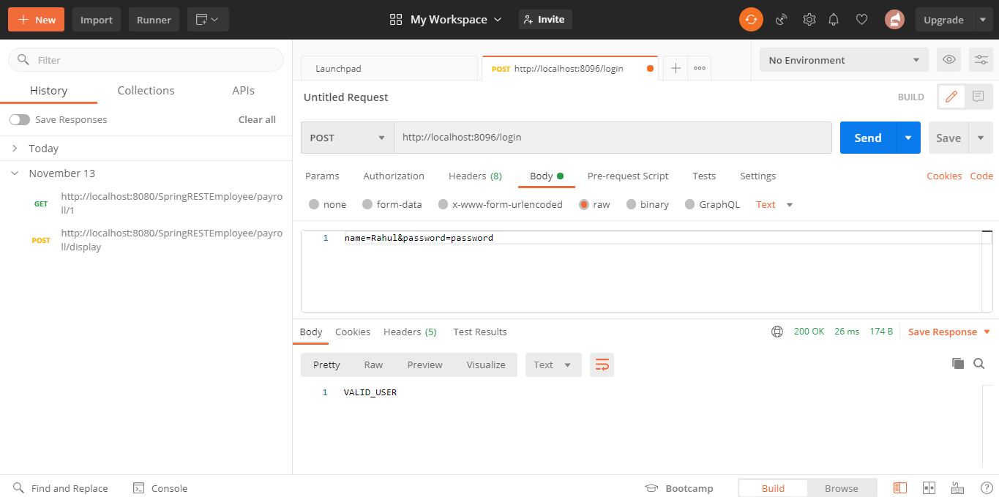 New Import Runner My Workspace Invite Upgrade
Filter
History Collections APIs
Save Responses Clear all
Today
November 13
GET http://localhost:8080/SpringRESTEmployee/payro
ll/1
POST http://localhost:8080/SpringRESTEmployee/payro
ll/display
Launchpad POST http://localhost:8096/login No Environment
Untitled Request BUILD
POST http://localhost:8096/login Send Save
Params Authorization Headers (8) Body Pre-request Script Tests Settings Cookies Code
none form-data x-www-form-urlencoded raw binary GraphQL Text
1 name=Rahul&password=password
Body Cookies Headers (5) Test Results 200 OK 26 ms 174 B Save Response
Pretty Raw Preview Visualize Text
1 VALID_USER
Find and Replace Console Bootcamp Build Browse